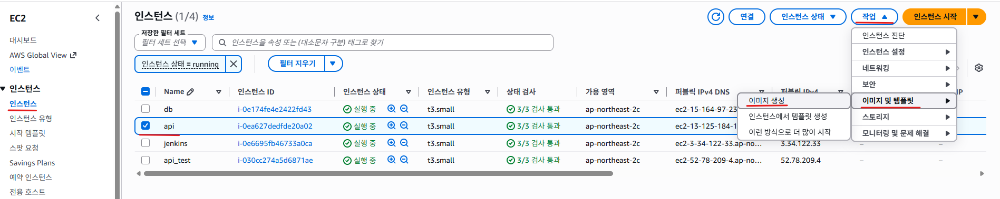 EC2
대시보드
AWS Global View
이벤트
인스턴스
인스턴스
인스턴스 유형
시작 템플릿
스팟 요청
Savings Plans
예약 인스턴스
전용 호스트
인스턴스 (1/4) 정보
연결
인스턴스 상태
작업
인스턴스 시작
저장한 필터 세트
필터 세트 선택
인스턴스을 속성 또는 (대소문자 구분) 태그로 찾기
인스턴스 상태 = running
필터 지우기
인스턴스 진단
인스턴스 설정
네트워킹
보안
이미지 및 템플릿
스토리지
모니터링 및 문제 해결
이미지 생성
인스턴스에서 템플릿 생성
이런 방식으로 더 많이 시작
Name 인스턴스 ID 인스턴스 상태 인스턴스 유형 상태 검사 가용 영역 퍼블릭 IPv4 DNS 퍼블릭 IPv4 IP
db i-0e174fe4e2422fd43 실행 중 t3.small 3/3 검사 통과 ap-northeast-2c ec2-15-164-97-23
api i-0ea627dedfde20a02 실행 중 t3.small 3/3 검사 통과 ap-northeast-2c ec2-13-125-184-1
jenkins i-0e6695fb46733a0ca 실행 중 t3.small 3/3 검사 통과 ap-northeast-2c ec2-3-34-122-33.ap-no... 3.34.122.33 – –
api_test i-030cc274a5d6871ae 실행 중 t3.small 3/3 검사 통과 ap-northeast-2c ec2-52-78-209-4.ap-no... 52.78.209.4 – –